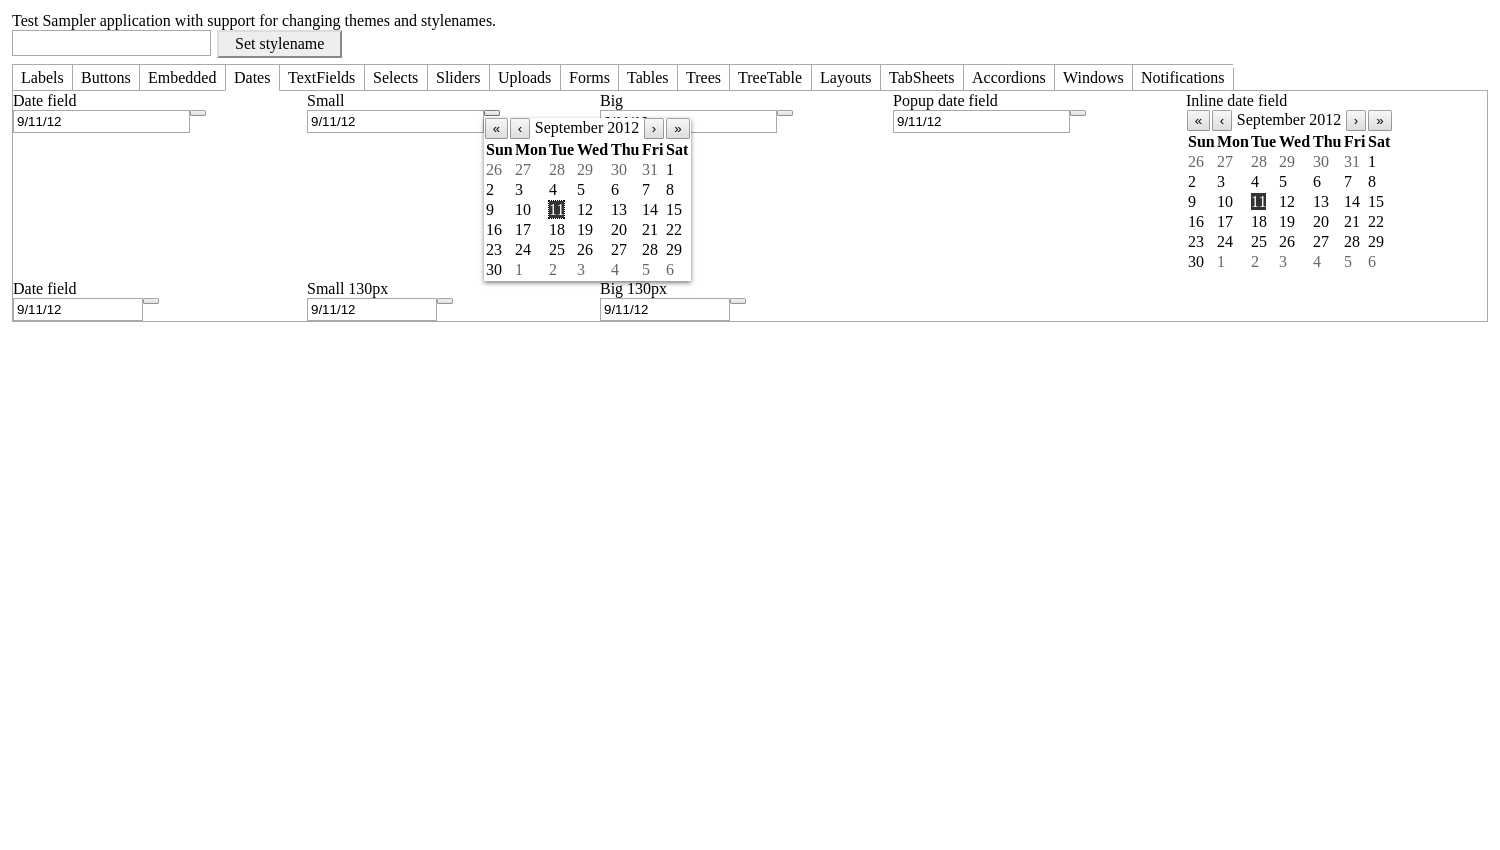 Test Sampler application with support for changing themes and stylenames.
Set stylename
Labels Buttons Embedded Dates TextFields Selects Sliders Uploads Forms Tables Trees TreeTable Layouts TabSheets Accordions Windows Notifications
Date field Small Big Popup date field Inline date field
9/11/12 9/11/12 9/11/12
« ‹ September 2012 › »
Sun Mon Tue Wed Thu Fri Sat
26 27 28 29 30 31 1
2 3 4 5 6 7 8
9 10 11 12 13 14 15
16 17 18 19 20 21 22
23 24 25 26 27 28 29
30 1 2 3 4 5 6
« ‹ September 2012 › »
Sun Mon Tue Wed Thu Fri Sat
26 27 28 29 30 31 1
2 3 4 5 6 7 8
9 10 11 12 13 14 15
16 17 18 19 20 21 22
23 24 25 26 27 28 29
30 1 2 3 4 5 6
Date field Small 130px Big 130px
9/11/12 9/11/12 9/11/12